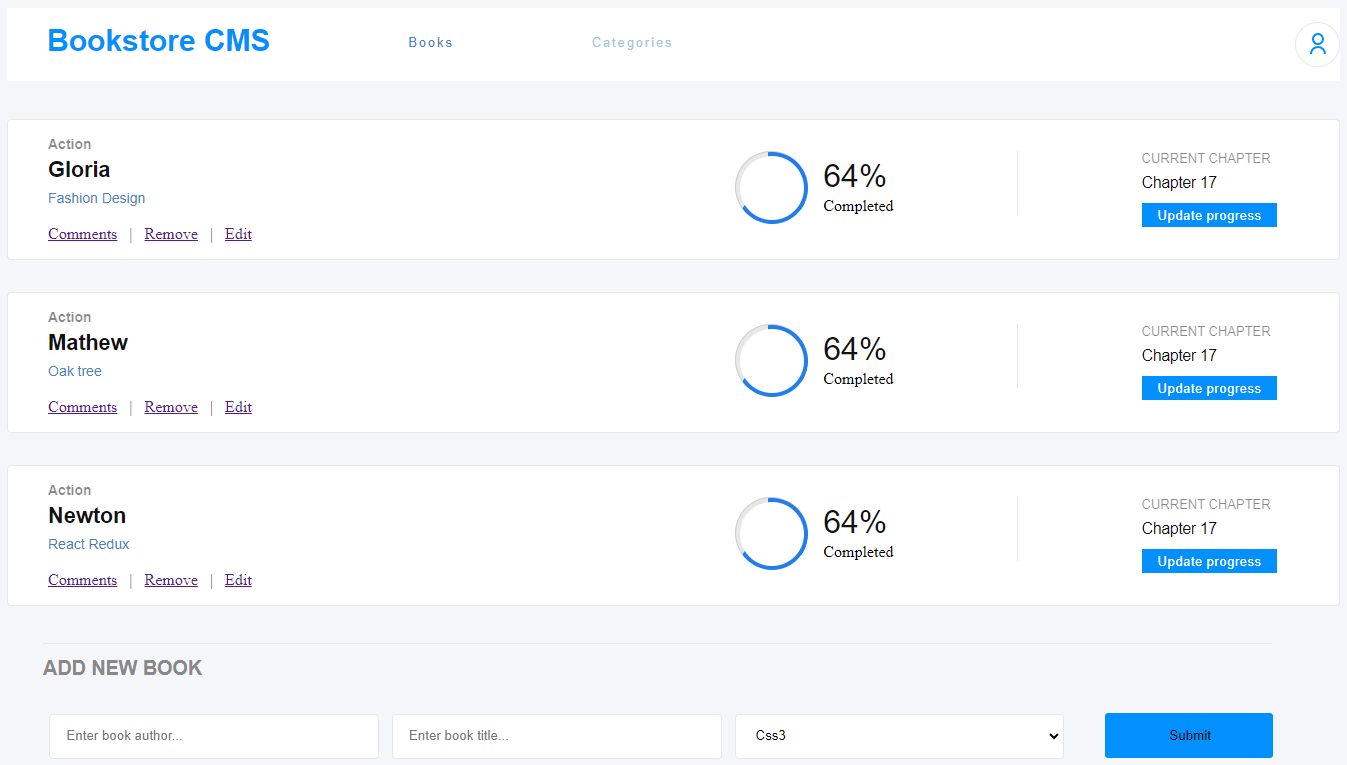 Bookstore CMS Books Categories
Action
Gloria
Fashion Design
Comments | Remove | Edit
64%
Completed
CURRENT CHAPTER
Chapter 17
Update progress
Action
Mathew
Oak tree
Comments | Remove | Edit
64%
Completed
CURRENT CHAPTER
Chapter 17
Update progress
Action
Newton
React Redux
Comments | Remove | Edit
64%
Completed
CURRENT CHAPTER
Chapter 17
Update progress
ADD NEW BOOK
Enter book author... Enter book title... Css3 Submit